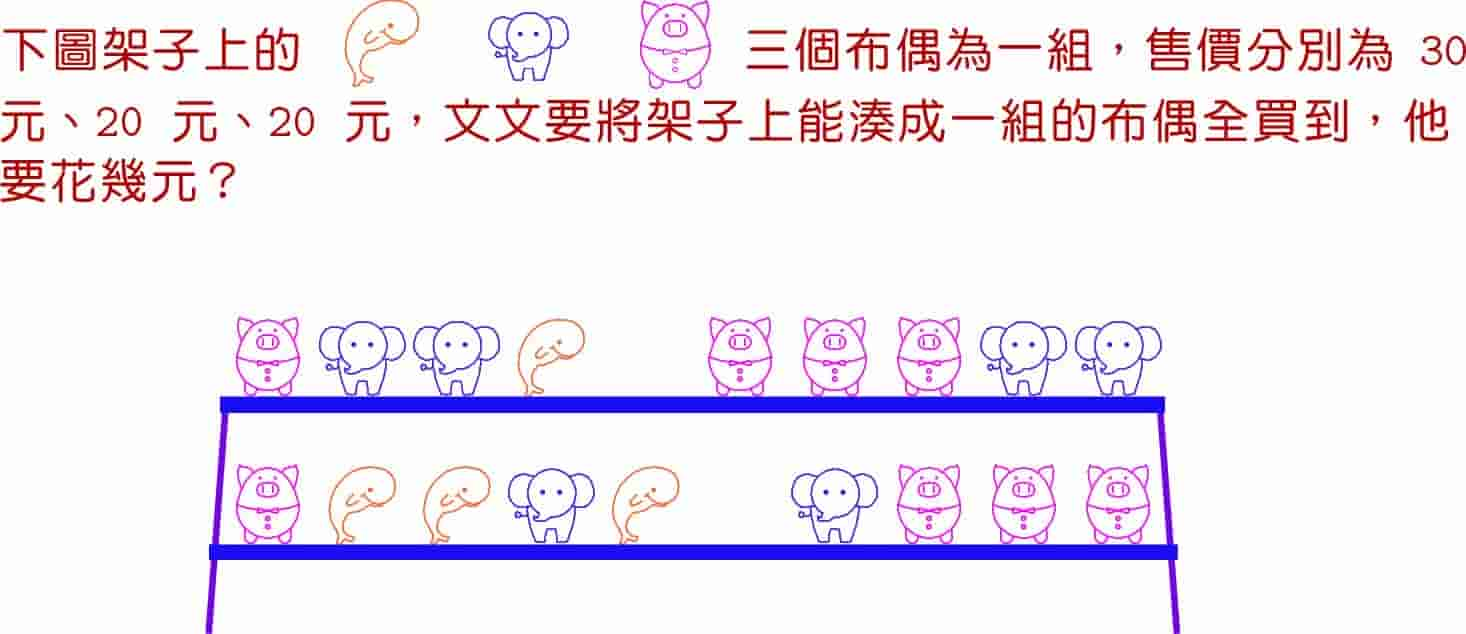 下圖架子上的 三個布偶為一組，售價分別為 30
元、20 元、20 元，文文要將架子上能湊成一組的布偶全買到，他
要花幾元？